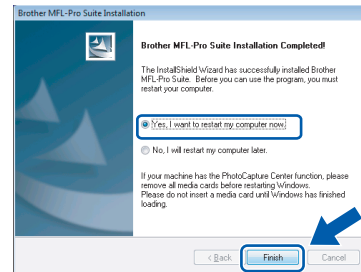 Brother MFL-Pro Suite Installation
Brother MFL-Pro Suite Installation Completed!
The InstallShield Wizard has successfully installed Brother
MFL-Pro Suite. Before you can use the program, you must
restart your computer.
Yes, I want to restart my computer now.
No, I will restart my computer later.
If your machine has the PhotoCapture Center function, please
remove all media cards before restarting Windows.
Please do not insert a media card until Windows has finished
loading.
< Back Finish Cancel